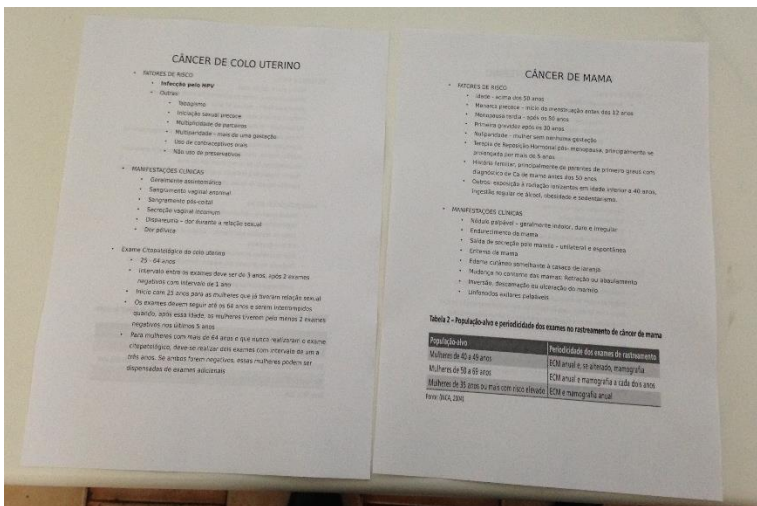 CÂNCER DE COLO UTERINO
• FATORES DE RISCO
• Infecção pelo HPV
• Outros:
• Tabagismo
• Iniciação sexual precoce
• Multiplicidade de parceiros
• Multiparidade – mais de uma gestação
• Uso de contraceptivos orais
• Não uso de preservativos
• MANIFESTAÇÕES CLÍNICAS
• Geralmente assintomático
• Sangramento vaginal anormal
• Sangramento pós-coital
• Secreção vaginal incomum
• Dispareunia – dor durante a relação sexual
• Dor pélvica
• Exame Citopatológico do colo uterino
• 25 – 64 anos
• Intervalo entre os exames deve ser de 3 anos, após 2 exames
negativos com intervalo de 1 ano
• Início com 25 anos para as mulheres que já tiveram relação sexual
• Os exames devem seguir até os 64 anos e serem interrompidos
quando, após essa idade, as mulheres tiverem pelo menos 2 exames
negativos nos últimos 5 anos
• Para mulheres com mais de 64 anos e que nunca realizaram o exame
citopatológico, deve-se realizar dois exames com intervalo de um a
três anos. Se ambos forem negativos, essas mulheres podem ser
dispensadas de exames adicionais
CÂNCER DE MAMA
• FATORES DE RISCO
• Idade – acima dos 50 anos
• Menarca precoce – início da menstruação antes dos 12 anos
• Menopausa tardia – após os 50 anos
• Primeira gravidez após os 30 anos
• Nuliparidade – mulher sem nenhuma gestação
• Terapia de Reposição Hormonal pós- menopausa, principalmente se
prolongada por mais de 5 anos
• História familiar, principalmente de parentes de primeiro grau com
diagnóstico de Ca de mama antes dos 50 anos
• Outros: exposição à radiação ionizantes em idade inferior a 40 anos,
ingestão regular de álcool, obesidade e sedentarismo.
• MANIFESTAÇÕES CLÍNICAS
• Nódulo palpável – geralmente indolor, duro e irregular
• Endurecimento da mama
• Saída de secreção pelo mamilo – unilateral e espontânea
• Eritema de mama
• Edema cutâneo semelhante à casaca de laranja
• Mudança no contorno das mamas: Retração ou abaulamento
• Inversão, descamação ou ulceração do mamilo
• Linfonodos axilares palpáveis
Tabela 2 – População-alvo e periodicidade dos exames no rastreamento de câncer de mama
População-alvo Periodicidade dos exames de rastreamento
Mulheres de 40 a 49 anos ECM anual e, se alterado, mamografia
Mulheres de 50 a 69 anos ECM anual e mamografia a cada dois anos
Mulheres de 35 anos ou mais com risco elevado ECM e mamografia anual
Fonte: (INCA, 2004)